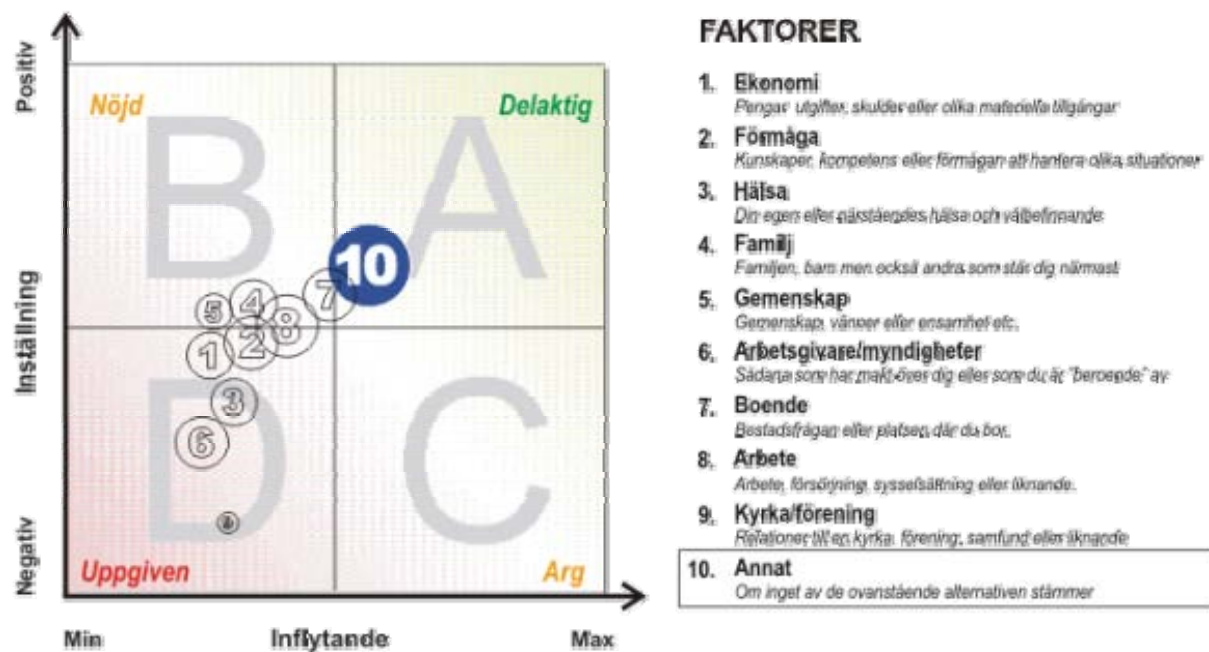 Positiv
Inställning
Negativ
Nöjd
Delaktig
B
A
10
5
4
7
8
1
2
3
6
D
C
Uppgiven
Arg
Min
Inflytande
Max
FAKTORER
1. Ekonomi
Pengar utgifter, skulder eller olika materiella tillgångar
2. Förmåga
Kunskaper, kompetens eller förmågan att hantera olika situationer
3. Hälsa
Din egen eller närståendes hälsa och välbefinnande
4. Familj
Familjen, barn men också andra som står dig närmast
5. Gemenskap
Gemenskap, vänner eller ensamhet etc.
6. Arbetsgivare/myndigheter
Sådana som har makt över dig eller som du är "beroende" av
7. Boende
Bostadsfrågan eller platsen där du bor.
8. Arbete
Arbete, försörjning, sysselsättning eller liknande.
9. Kyrka/förening
Relationer till en kyrka, förening, samfund eller liknande
10. Annat
Om inget av de ovanstående alternativen stämmer